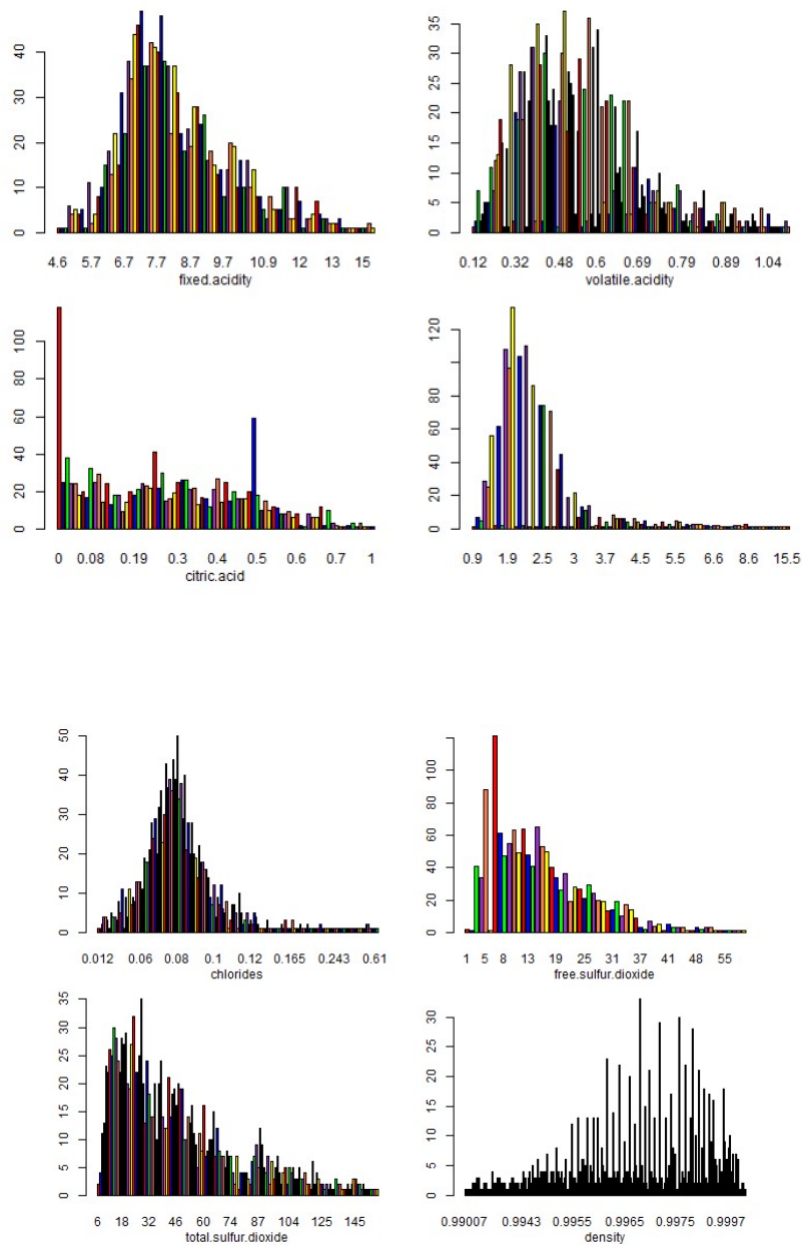 0 10 20 30 40
4.6 5.7 6.7 7.7 8.7 9.7 10.9 12 13 15
fixed.acidity
0 5 10 15 20 25 30 35
0.12 0.32 0.48 0.6 0.69 0.79 0.89 1.04
volatile.acidity
0 20 40 60 80 100
0 0.08 0.19 0.3 0.4 0.5 0.6 0.7 1
citric.acid
0 20 40 60 80 120
0.9 1.9 2.5 3 3.7 4.5 5.5 6.6 8.6 15.5
0 10 20 30 40 50
0.012 0.06 0.08 0.1 0.12 0.165 0.243 0.61
chlorides
0 20 40 60 80 100
1 5 8 13 19 25 31 37 41 48 55
free.sulfur.dioxide
0 5 10 15 20 25 30 35
6 18 32 46 60 74 87 104 125 145
total.sulfur.dioxide
0 5 10 15 20 25 30
0.99007 0.9943 0.9955 0.9965 0.9975 0.9997
density